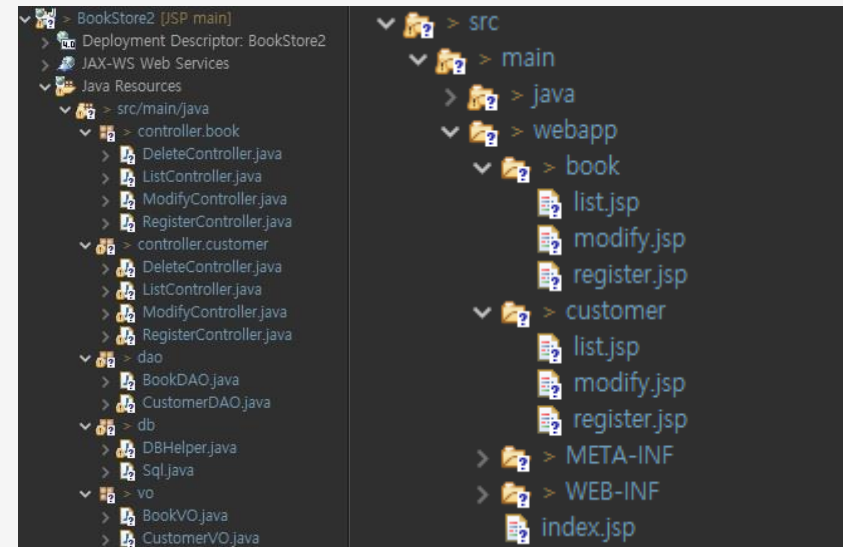 > BookStore2 [JSP main]
> Deployment Descriptor: BookStore2
> JAX-WS Web Services
Java Resources
> src/main/java
> controller.book
> DeleteController.java
> ListController.java
> ModifyController.java
> RegisterController.java
> controller.customer
> DeleteController.java
> ListController.java
> ModifyController.java
> RegisterController.java
> dao
> BookDAO.java
> CustomerDAO.java
> db
> DBHelper.java
> Sql.java
> vo
> BookVO.java
> CustomerVO.java
> src
> main
> java
> webapp
> book
list.jsp
modify.jsp
register.jsp
> customer
list.jsp
modify.jsp
register.jsp
> META-INF
> WEB-INF
index.jsp